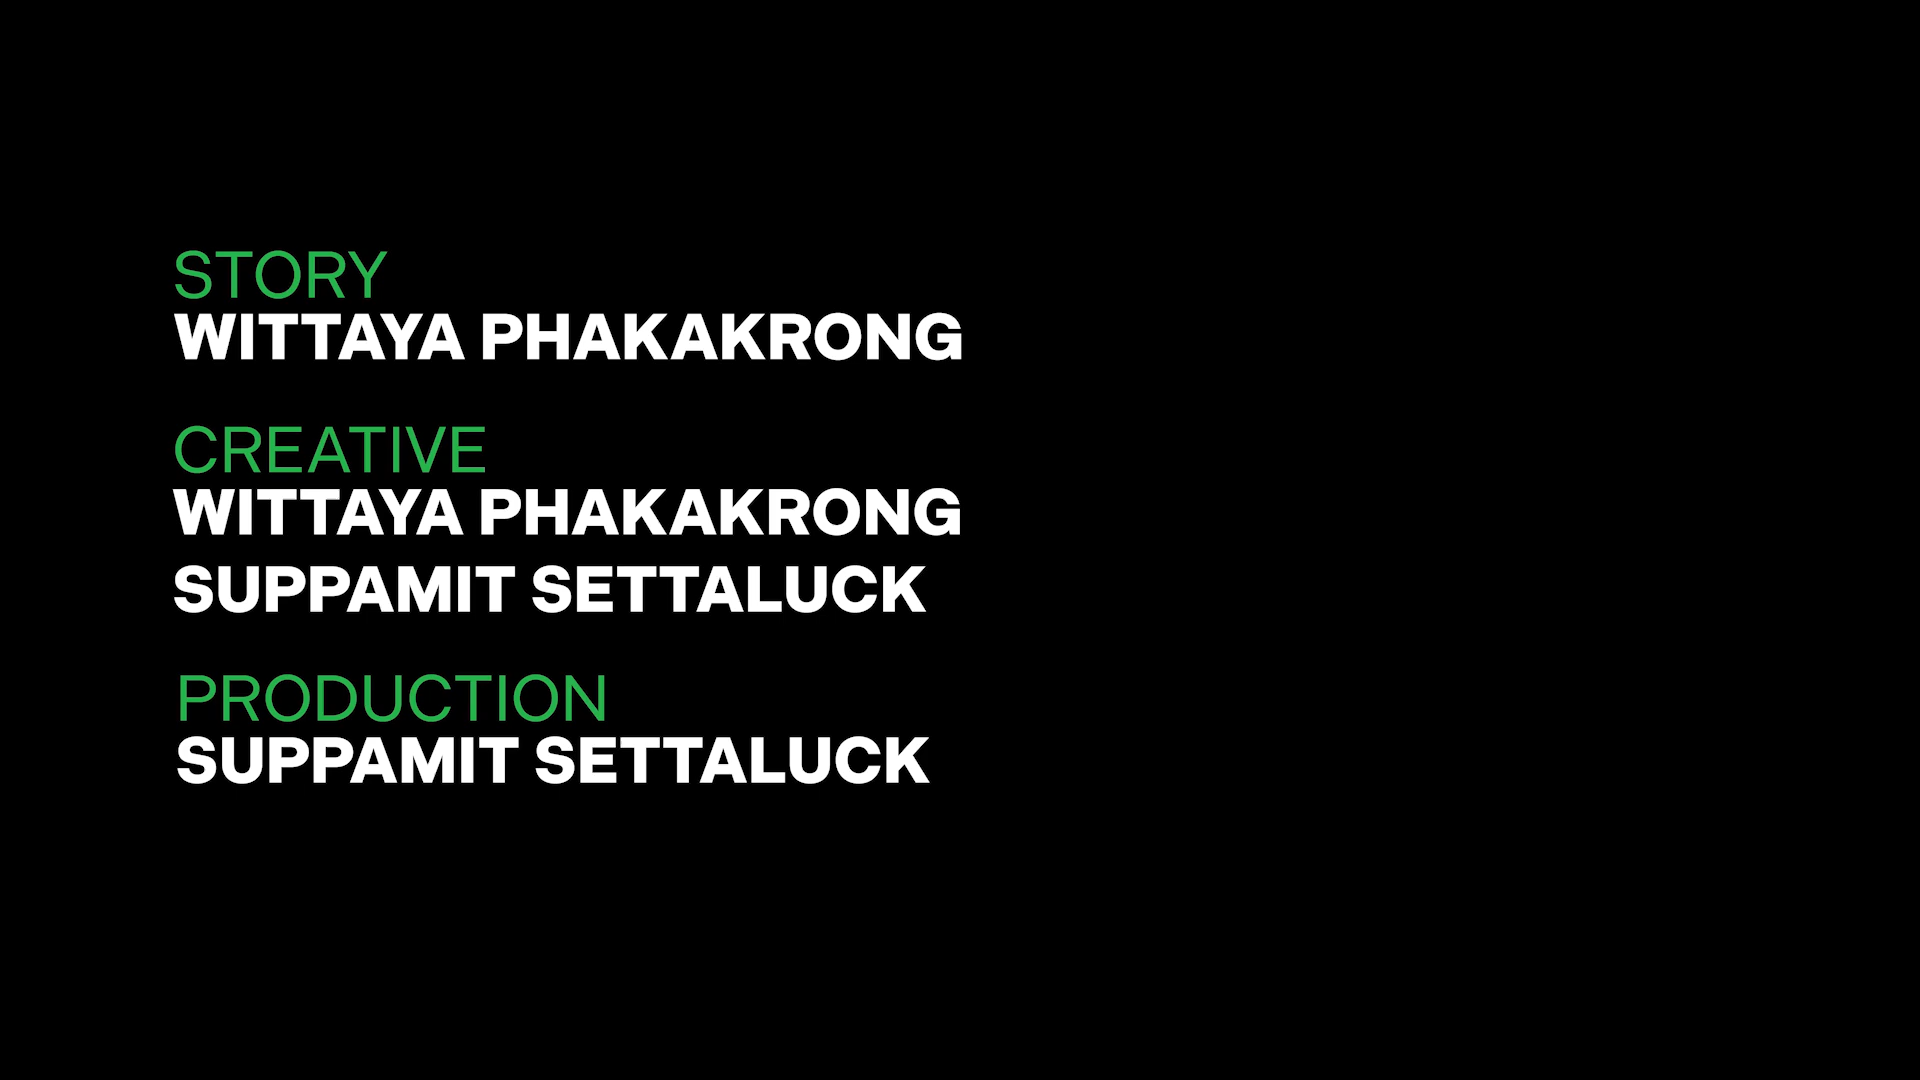 STORY
WITTAYA PHAKAKRONG
CREATIVE
WITTAYA PHAKAKRONG
SUPPAMIT SETTALUCK
PRODUCTION
SUPPAMIT SETTALUCK